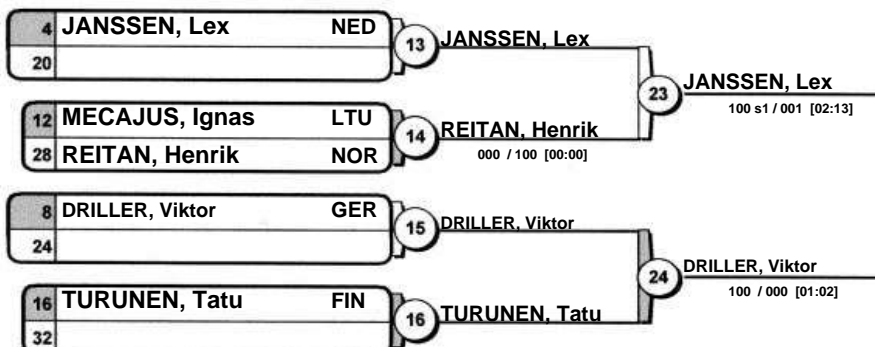 4 JANSSEN, Lex NED
20
13 JANSSEN, Lex
12 MECAJUS, Ignas LTU
28 REITAN, Henrik NOR
14 REITAN, Henrik
000 / 100 [00:00]
23 JANSSEN, Lex
100 s1 / 001 [02:13]
8 DRILLER, Viktor GER
24
15 DRILLER, Viktor
16 TURUNEN, Tatu FIN
32
16 TURUNEN, Tatu
24 DRILLER, Viktor
100 / 000 [01:02]